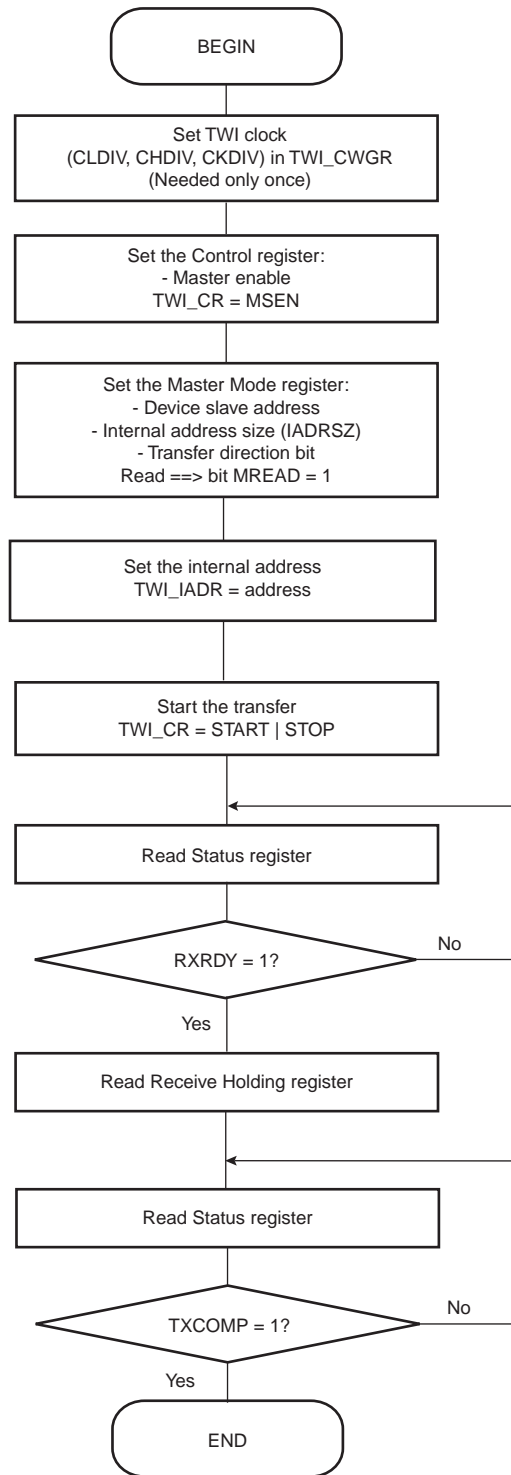 BEGIN
Set TWI clock
(CLDIV, CHDIV, CKDIV) in TWI_CWGR
(Needed only once)
Set the Control register:
- Master enable
TWI_CR = MSEN
Set the Master Mode register:
- Device slave address
- Internal address size (IADRSZ)
- Transfer direction bit
Read ==> bit MREAD = 1
Set the internal address
TWI_IADR = address
Start the transfer
TWI_CR = START | STOP
Read Status register
RXRDY = 1?
No
Yes
Read Receive Holding register
Read Status register
TXCOMP = 1?
No
Yes
END